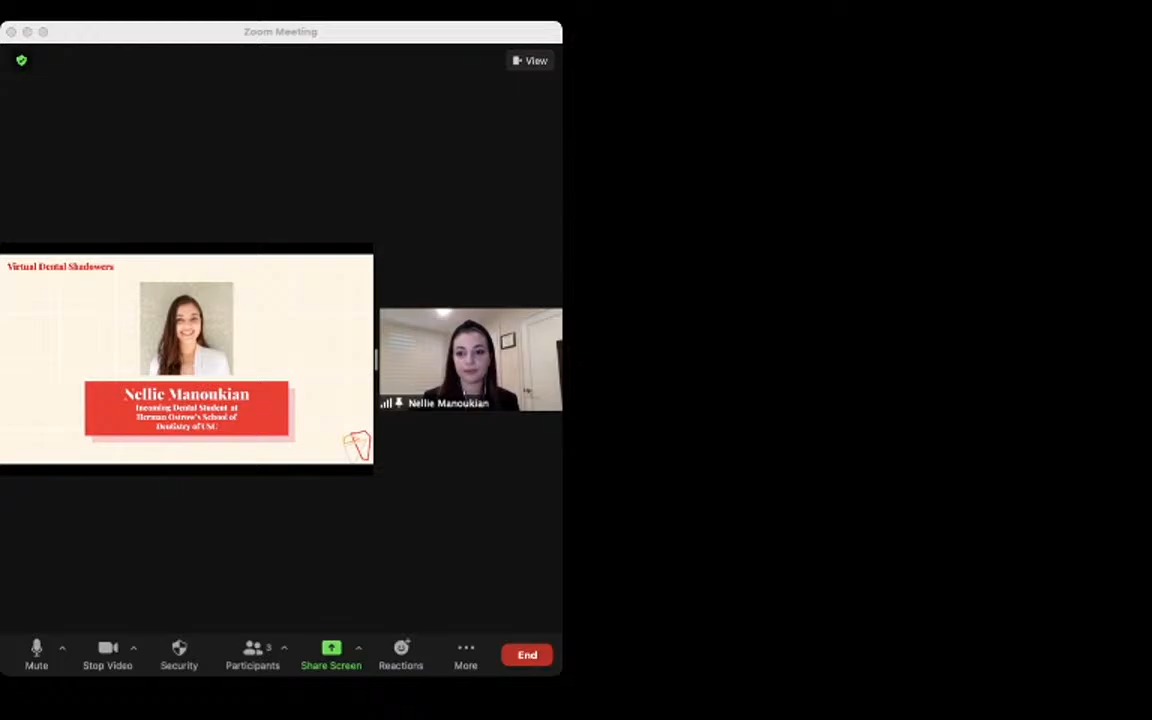 Zoom Meeting
View
Virtual Dental Shadowers
Nellie Manoukian
Incoming Dental Student at
Herman Ostrow's School of
Dentistry of USC
Nellie Manoukian
Mute
Stop Video
Security
3
Participants
Share Screen
Reactions
More
End